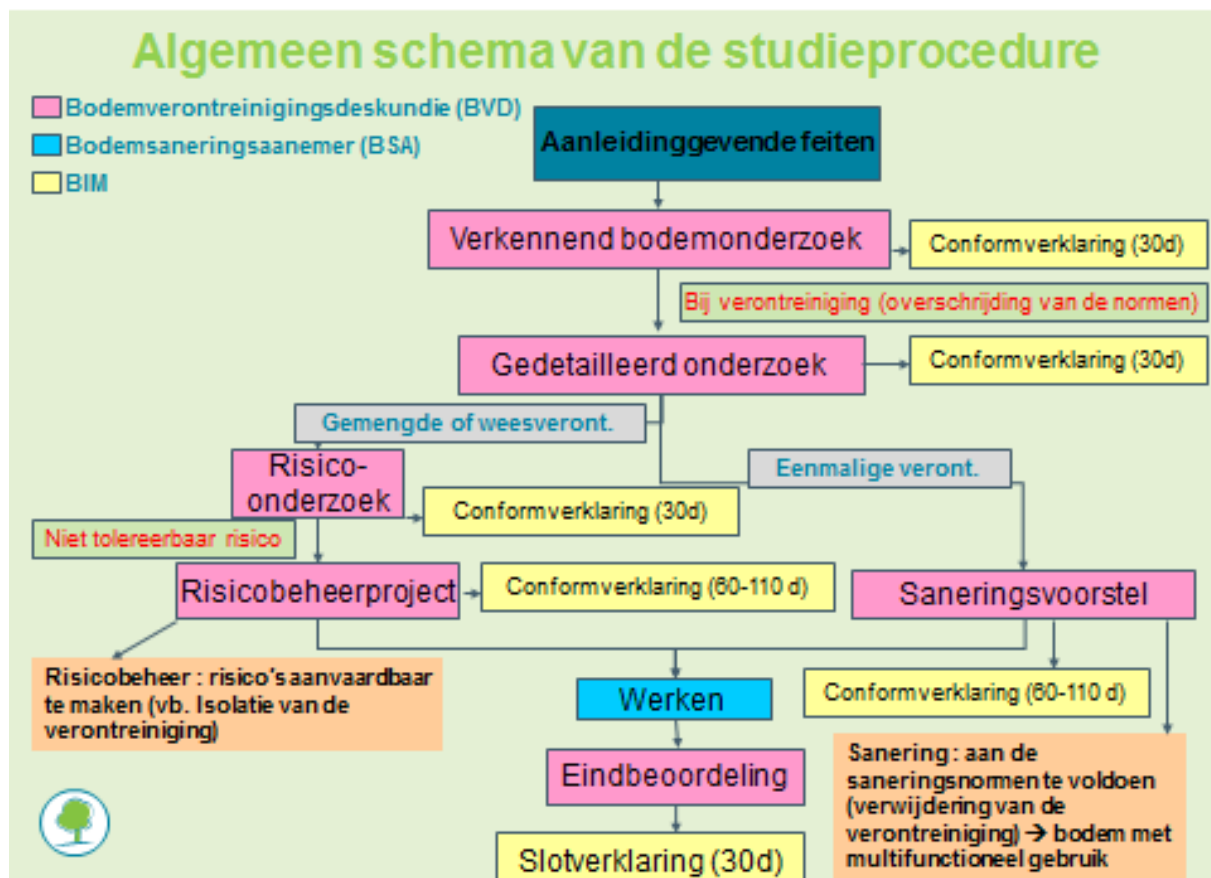 Algemeen schema van de studieprocedure
Bodemverontreinigingsdeskundie (BVD)
Bodemsaneringsaanemer (BSA)
BIM
Aanleidinggevende feiten
Verkennend bodemonderzoek
Conformverklaring (30d)
Bij verontreiniging (overschrijding van de normen)
Gedetailleerd onderzoek
Conformverklaring (30d)
Gemengde of weesveront.
Eenmalige veront.
Risico-
onderzoek
Conformverklaring (30d)
Niet tolereerbaar risico
Risicobeheerproject
Conformverklaring (60-110 d)
Saneringsvoorstel
Risicobeheer : risico's aanvaardbaar
te maken (vb. Isolatie van de
verontreiniging)
Werken
Conformverklaring (60-110 d)
Eindbeoordeling
Sanering : aan de
saneringsnormen te voldoen
(verwijdering van de
verontreiniging) → bodem met
multifunctioneel gebruik
Slotverklaring (30d)